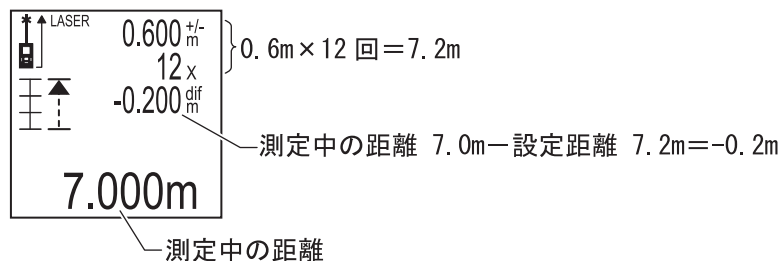 LASER
0.600 +/- m
12 x
0.6m×12 回＝7.2m
-0.200 dif m
測定中の距離 7.0m－設定距離 7.2m＝-0.2m
7.000m
測定中の距離